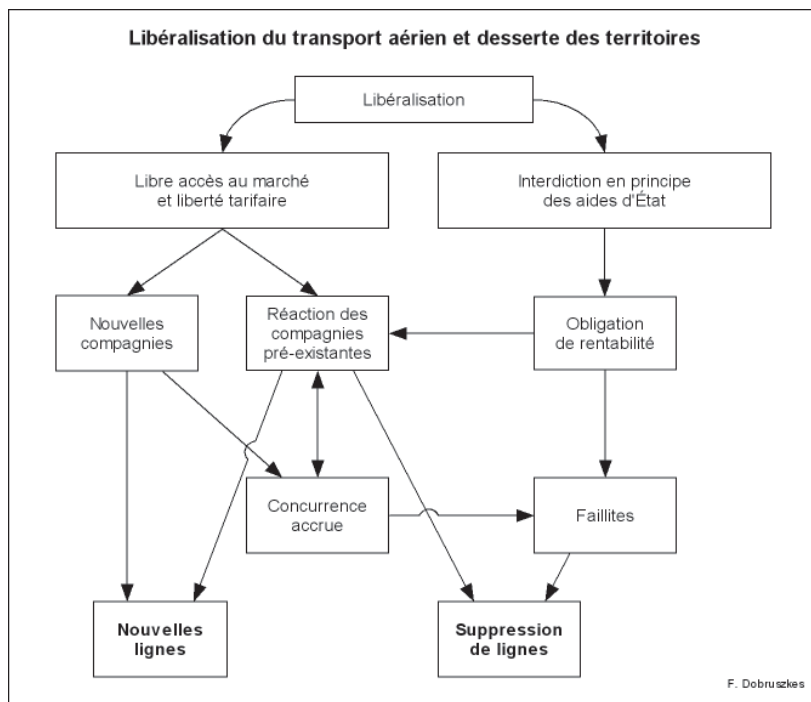 Libéralisation du transport aérien et desserte des territoires
Libéralisation
Libre accès au marché
et liberté tarifaire
Interdiction en principe
des aides d'État
Nouvelles
compagnies
Réaction des
compagnies
pré-existantes
Obligation
de rentabilité
Concurrence
accrue
Faillites
Nouvelles
lignes
Suppression
de lignes
F. Dobruszkes